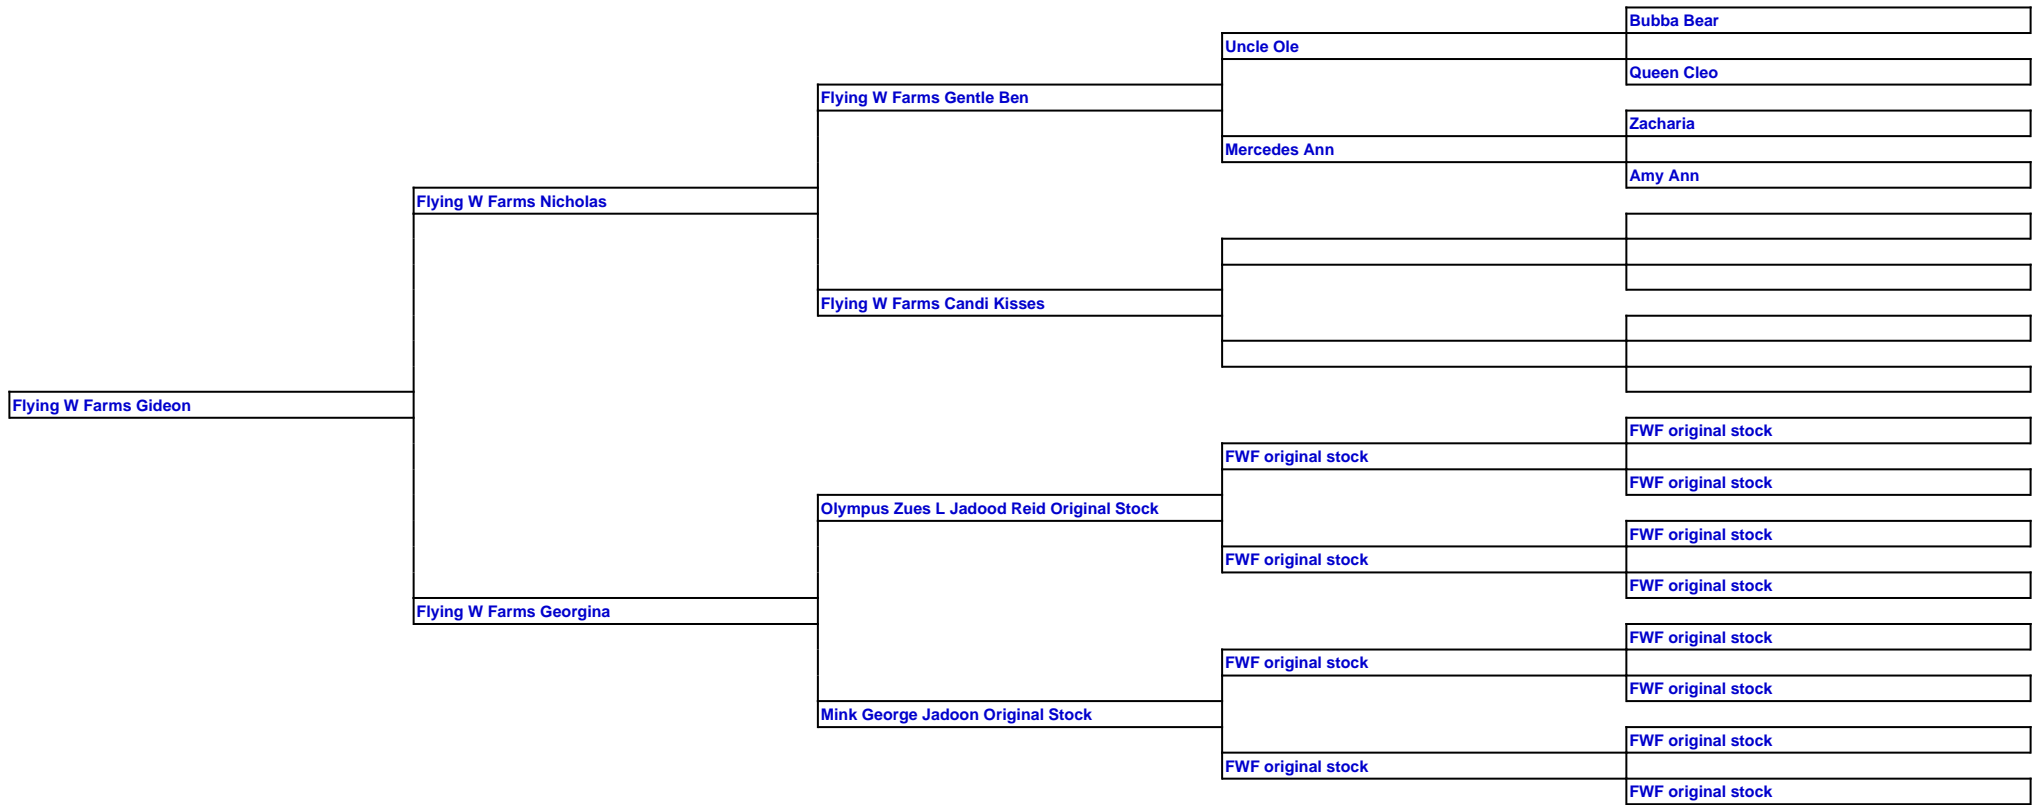 Bubba Bear
Uncle Ole
Queen Cleo
Flying W Farms Gentle Ben
Zacharia
Mercedes Ann
Amy Ann
Flying W Farms Nicholas
Flying W Farms Candi Kisses
Flying W Farms Gideon
FWF original stock
FWF original stock
FWF original stock
Olympus Zues L Jadood Reid Original Stock
FWF original stock
FWF original stock
FWF original stock
Flying W Farms Georgina
FWF original stock
FWF original stock
FWF original stock
Mink George Jadoon Original Stock
FWF original stock
FWF original stock
FWF original stock